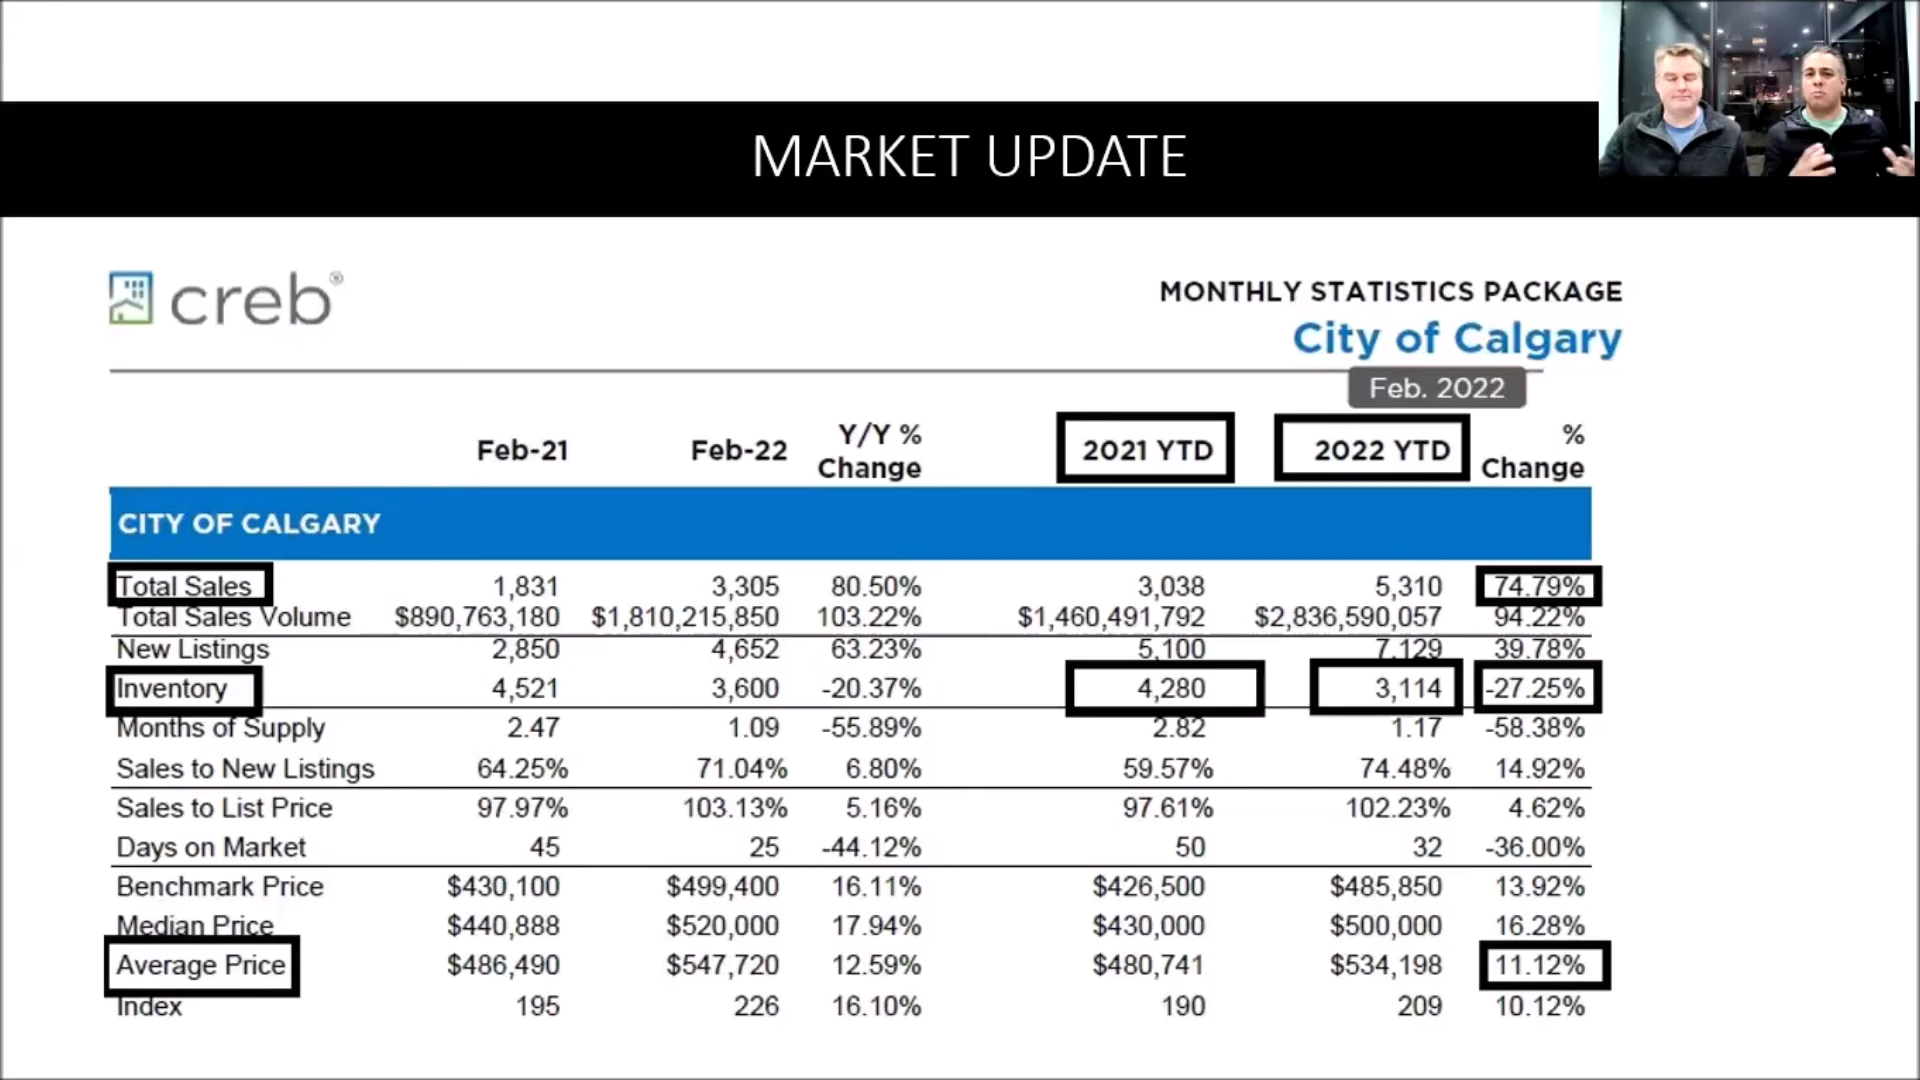 MARKET UPDATE
creb®
MONTHLY STATISTICS PACKAGE
City of Calgary
Feb. 2022
Feb-21 Feb-22 Y/Y % Change 2021 YTD 2022 YTD % Change
CITY OF CALGARY
Total Sales 1,831 3,305 80.50% 3,038 5,310 74.79%
Total Sales Volume $890,763,180 $1,810,215,850 103.22% $1,460,491,792 $2,836,590,057 94.22%
New Listings 2,850 4,652 63.23% 5,100 7,129 39.78%
Inventory 4,521 3,600 -20.37% 4,280 3,114 -27.25%
Months of Supply 2.47 1.09 -55.89% 2.82 1.17 -58.38%
Sales to New Listings 64.25% 71.04% 6.80% 59.57% 74.48% 14.92%
Sales to List Price 97.97% 103.13% 5.16% 97.61% 102.23% 4.62%
Days on Market 45 25 -44.12% 50 32 -36.00%
Benchmark Price $430,100 $499,400 16.11% $426,500 $485,850 13.92%
Median Price $440,888 $520,000 17.94% $430,000 $500,000 16.28%
Average Price $486,490 $547,720 12.59% $480,741 $534,198 11.12%
Index 195 226 16.10% 190 209 10.12%